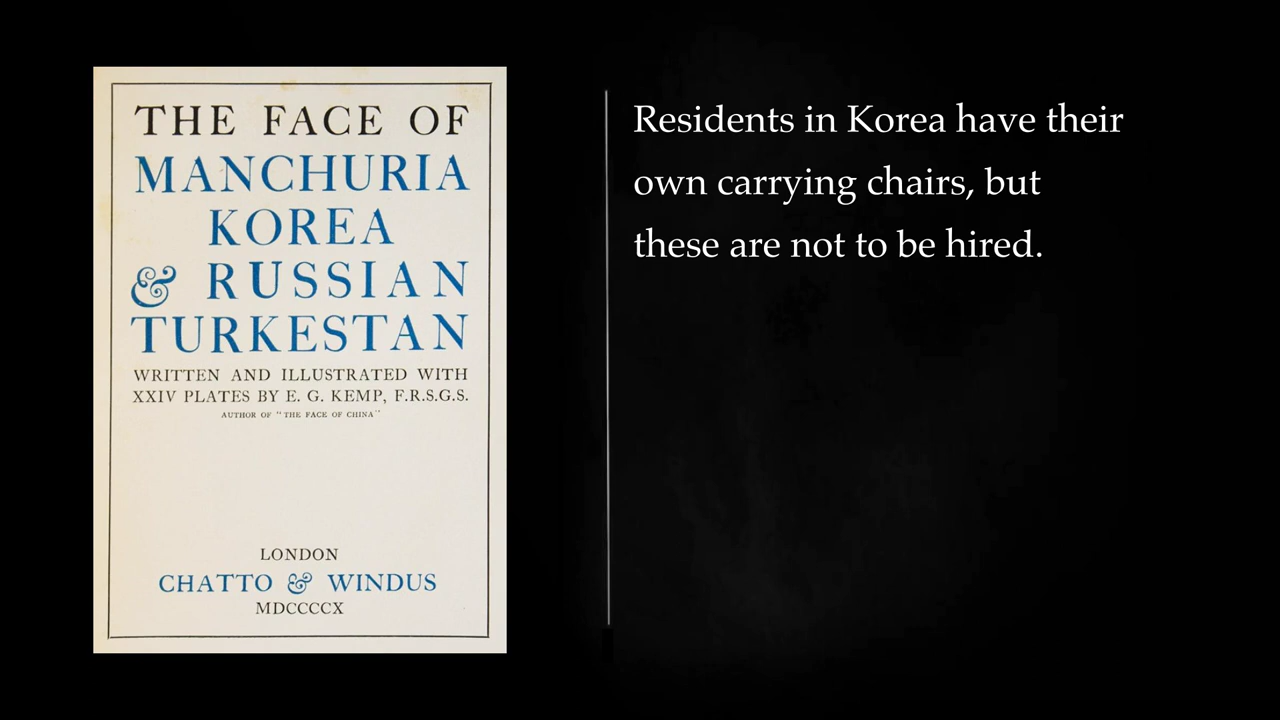 THE FACE OF
MANCHURIA
KOREA
& RUSSIAN
TURKESTAN
WRITTEN AND ILLUSTRATED WITH
XXIV PLATES BY E. G. KEMP, F.R.S.G.S.
AUTHOR OF "THE FACE OF CHINA"
LONDON
CHATTO & WINDUS
MDCCCCX
Residents in Korea have their
own carrying chairs, but
these are not to be hired.